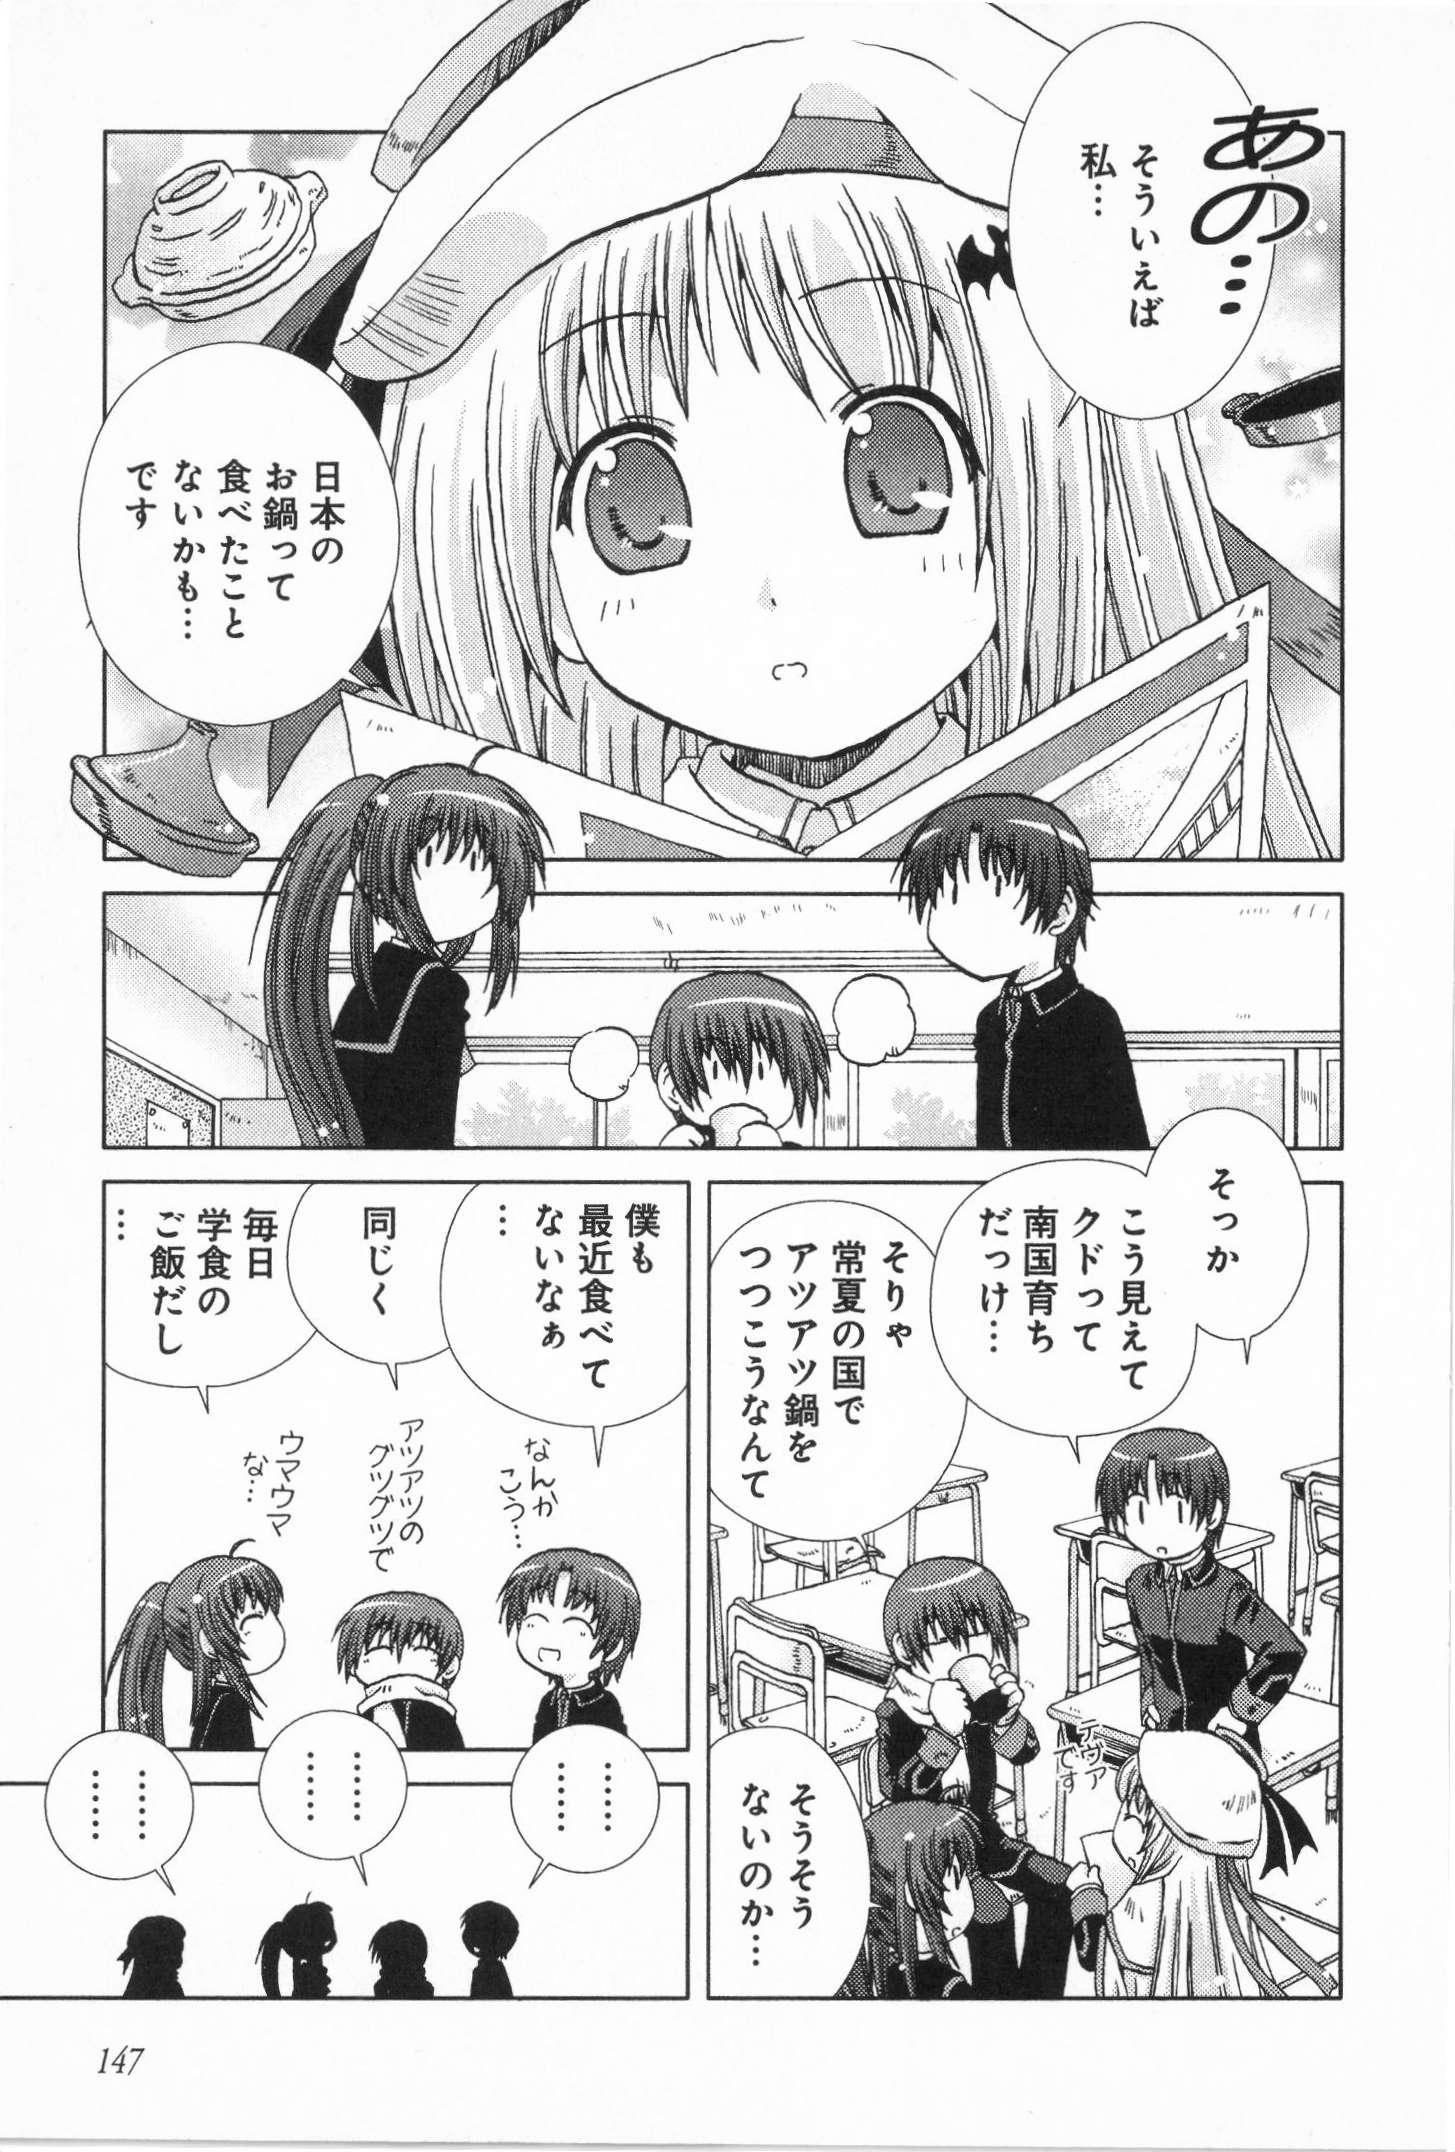 あの…
そういえば
私…
日本の
お鍋って
食べたこと
ないかも…
です
そっか
こう見えて
クドって
南国育ち
だっけ…
そりゃ
常夏の国で
アツアツ鍋を
つつこうなんて
テヴア
です
そうそう
ないのか…
僕も
最近食べて
ないなぁ
…
同じく
毎日
学食の
ご飯だし
…
なんか
こう…
アツアツの
グツグツで
ウマウマ
な…
……
……
……
……
……
……
147